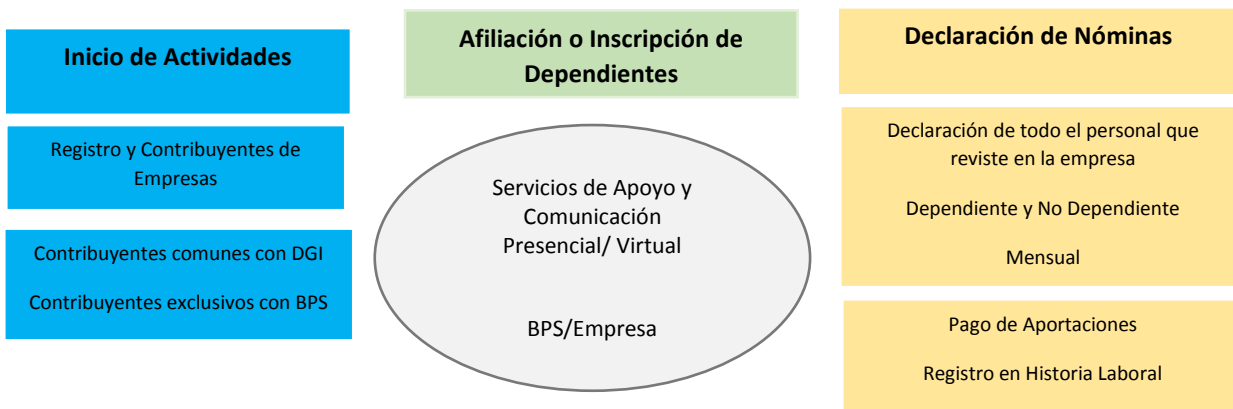 Inicio de Actividades
Registro y Contribuyentes de
Empresas
Contribuyentes comunes con DGI
Contribuyentes exclusivos con BPS
Afiliación o Inscripción de
Dependientes
Servicios de Apoyo y
Comunicación
Presencial/ Virtual
BPS/Empresa
Declaración de Nóminas
Declaración de todo el personal que
reviste en la empresa
Dependiente y No Dependiente
Mensual
Pago de Aportaciones
Registro en Historia Laboral